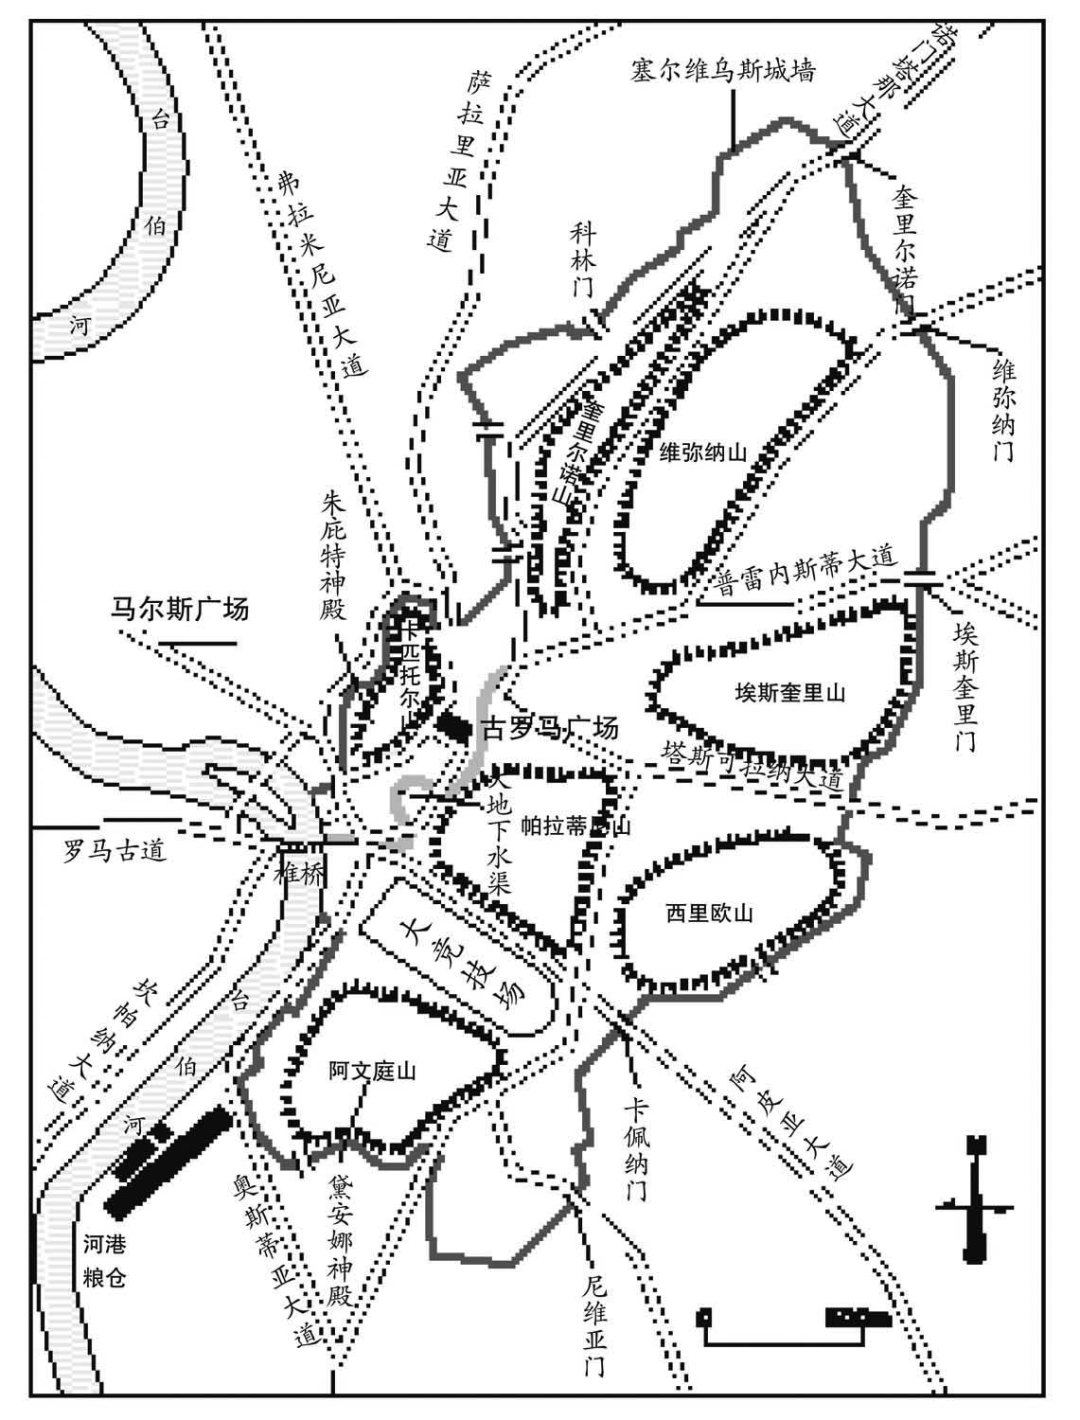 诺门塔那大道
塞尔维乌斯城墙
萨拉里亚大道
台
伯
河
弗拉米尼亚大道
科林门
奎里尔诺门
维弥纳门
奎里尔诺山
维弥纳山
朱庇特神殿
普雷内斯蒂大道
马尔斯广场
卡匹托尔山
埃斯奎里山
埃斯奎里门
古罗马广场
塔斯可拉纳大道
大地下水渠
帕拉蒂尼山
罗马古道
椎桥
西里欧山
大竞技场
坎帕纳大道
台
伯
河
阿文庭山
阿皮亚大道
卡佩纳门
奥斯蒂亚大道
黛安娜神殿
河港
粮仓
尼维亚门